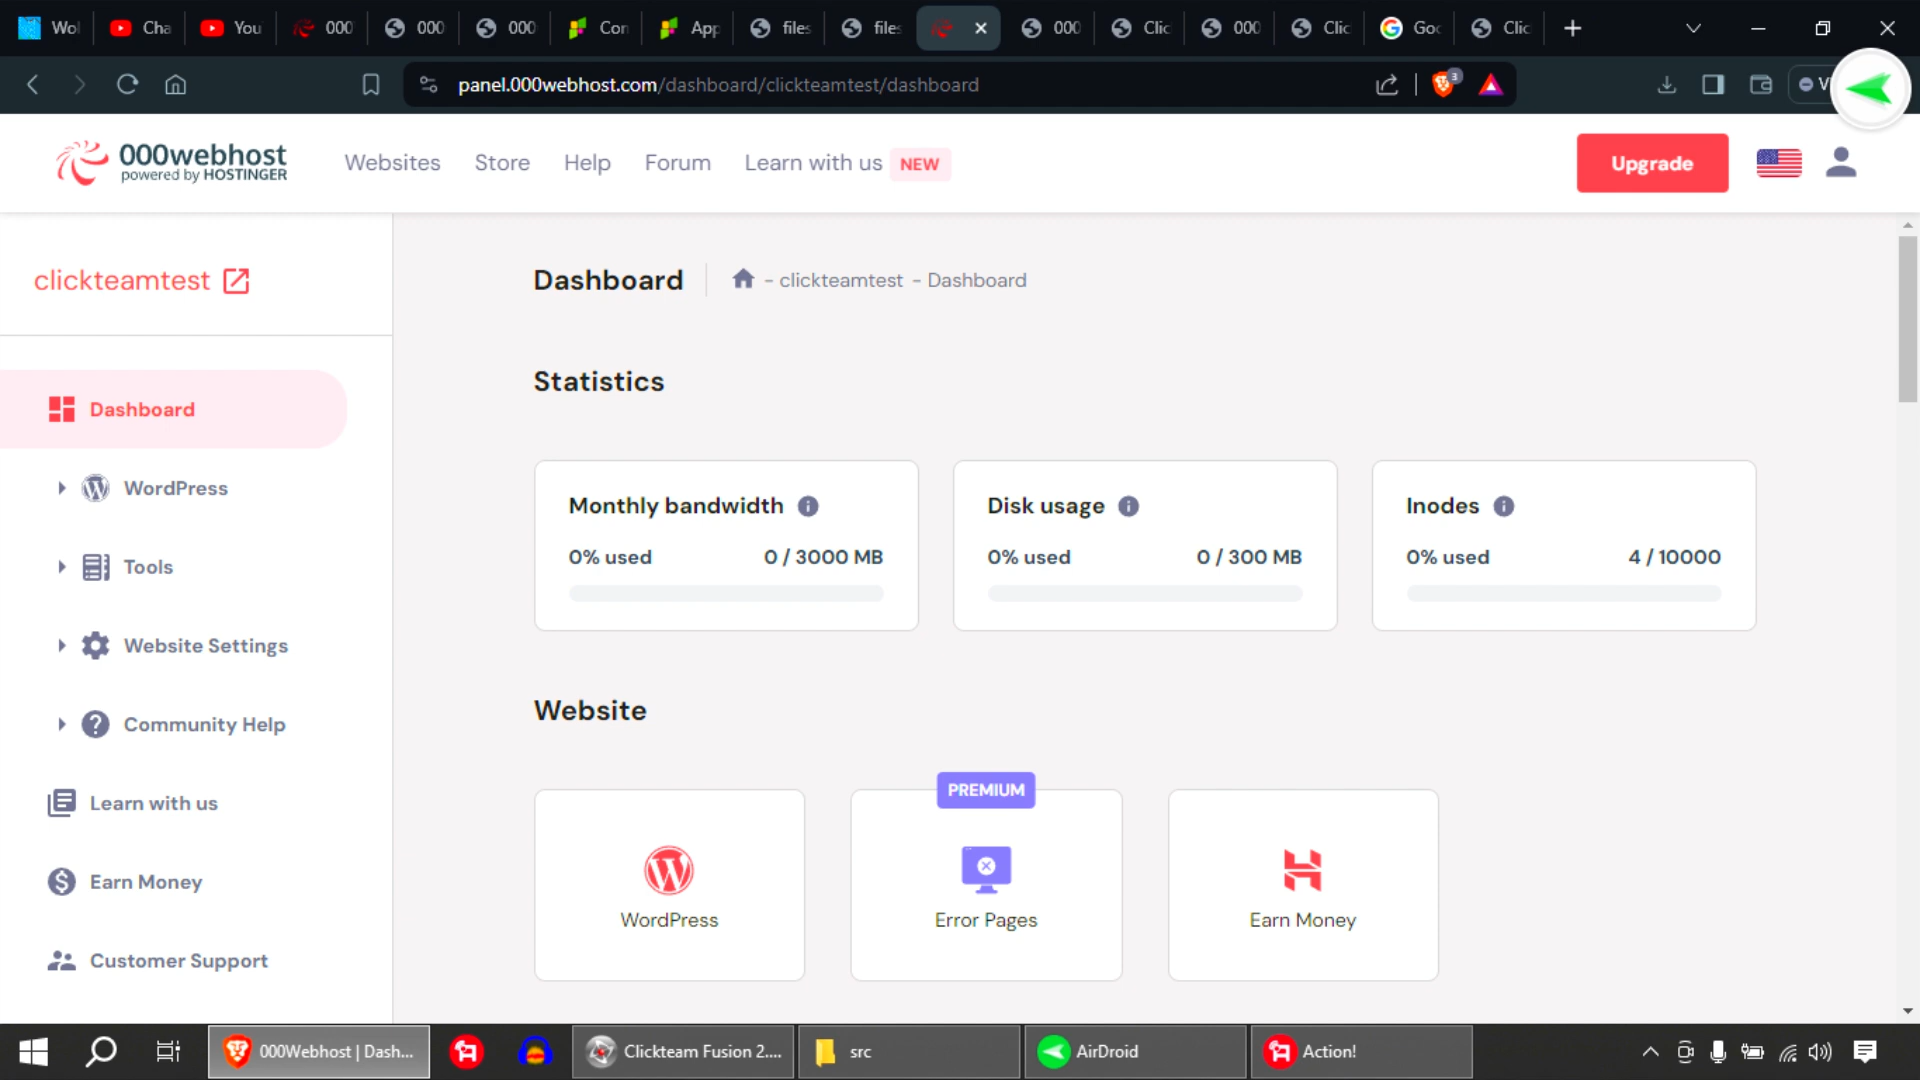 Wol
Cha
You
000
000
000
Con
App
files
files
000
Clic
000
Clic
Goo
Clic
panel.000webhost.com/dashboard/clickteamtest/dashboard
3
000webhost
powered by HOSTINGER
Websites
Store
Help
Forum
Learn with us
NEW
Upgrade
clickteamtest
Dashboard
- clickteamtest - Dashboard
Statistics
Dashboard
WordPress
Tools
Website Settings
Community Help
Learn with us
Earn Money
Customer Support
Monthly bandwidth
0% used
0 / 3000 MB
Disk usage
0% used
0 / 300 MB
Inodes
0% used
4 / 10000
Website
WordPress
PREMIUM
Error Pages
Earn Money
000Webhost | Dash...
Clickteam Fusion 2....
src
AirDroid
Action!